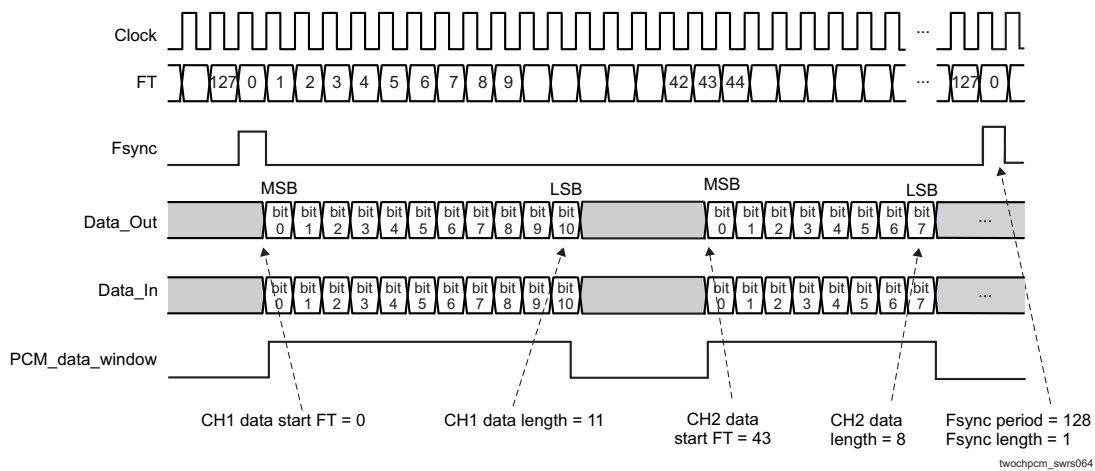 Clock ...
FT 127 0 1 2 3 4 5 6 7 8 9 42 43 44 ... 127 0
Fsync
MSB LSB MSB LSB
Data_Out bit 0 bit 1 bit 2 bit 3 bit 4 bit 5 bit 6 bit 7 bit 8 bit 9 bit 10 bit 0 bit 1 bit 2 bit 3 bit 4 bit 5 bit 6 bit 7 ...
Data_In bit 0 bit 1 bit 2 bit 3 bit 4 bit 5 bit 6 bit 7 bit 8 bit 9 bit 10 bit 0 bit 1 bit 2 bit 3 bit 4 bit 5 bit 6 bit 7 ...
PCM_data_window
CH1 data start FT = 0
CH1 data length = 11
CH2 data
start FT = 43
CH2 data
length = 8
Fsync period = 128
Fsync length = 1
twochpcm_swrs064